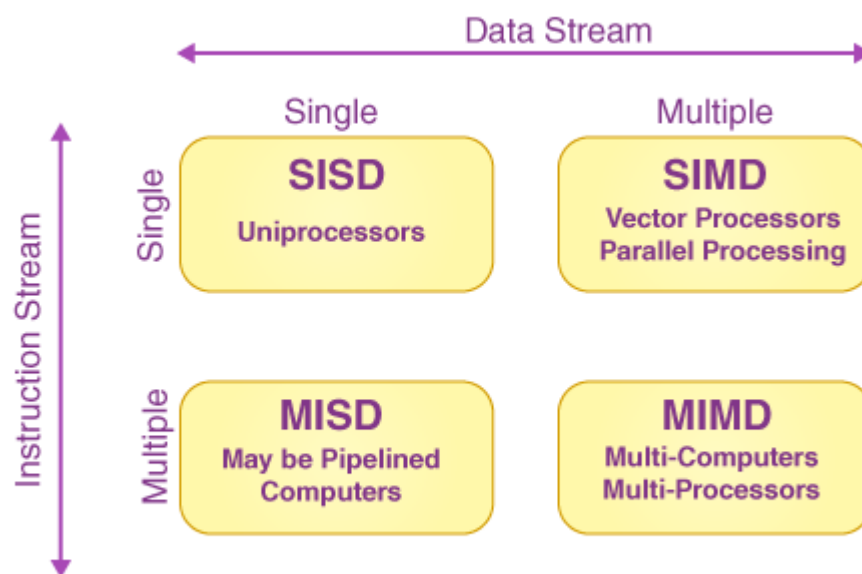 Data Stream
Single
Multiple
Instruction Stream
Single
SISD
Uniprocessors
SIMD
Vector Processors
Parallel Processing
Multiple
MISD
May be Pipelined
Computers
MIMD
Multi-Computers
Multi-Processors